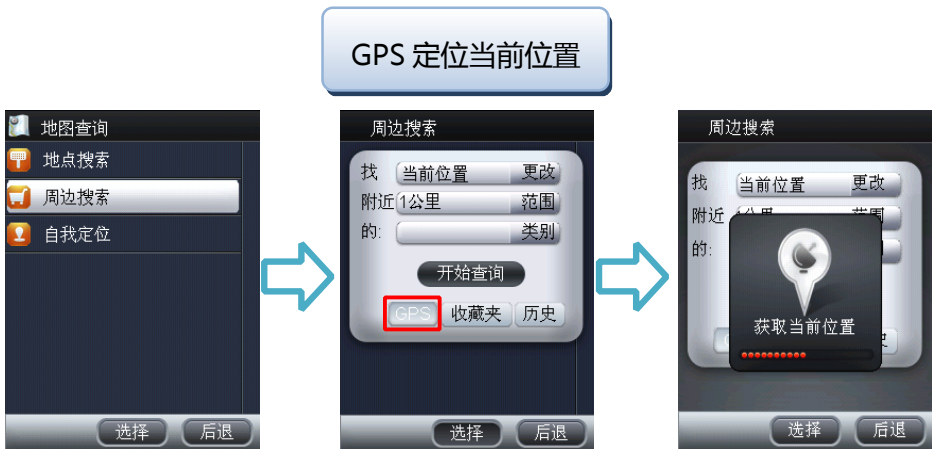 GPS 定位当前位置
地图查询
地点搜索
周边搜索
自我定位
选择 后退
周边搜索
找 当前位置 更改
附近 1公里 范围
的: 类别
开始查询
GPS 收藏夹 历史
选择 后退
周边搜索
找 当前位置 更改
附近
的:
获取当前位置
选择 后退